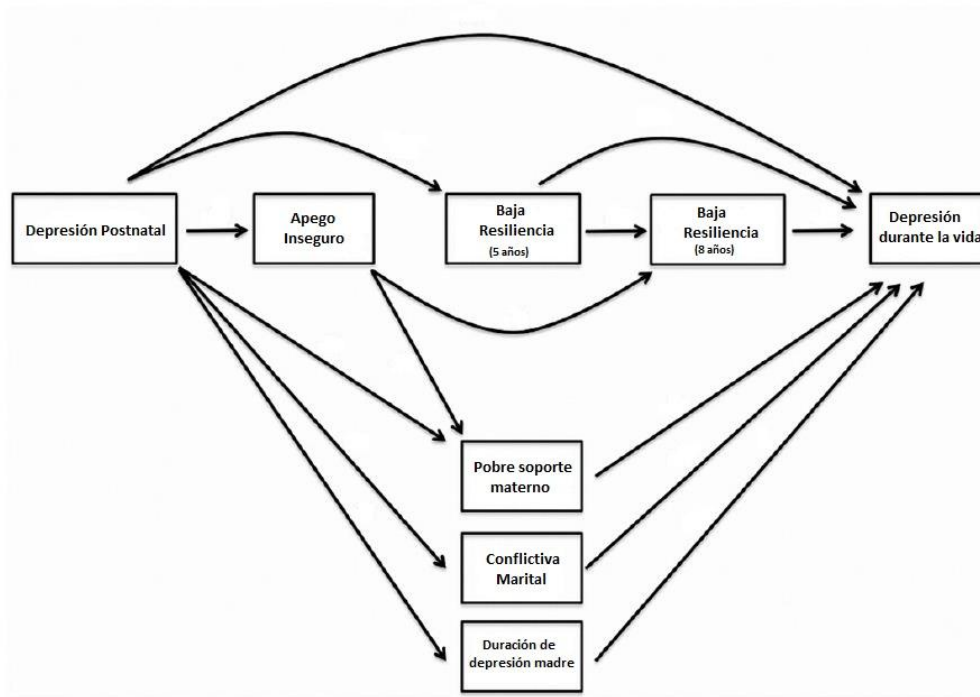 Depresión Postnatal
Apego
Inseguro
Baja
Resiliencia
(5 años)
Baja
Resiliencia
(8 años)
Depresión
durante la vida
Pobre soporte
materno
Conflictiva
Marital
Duración de
depresión madre